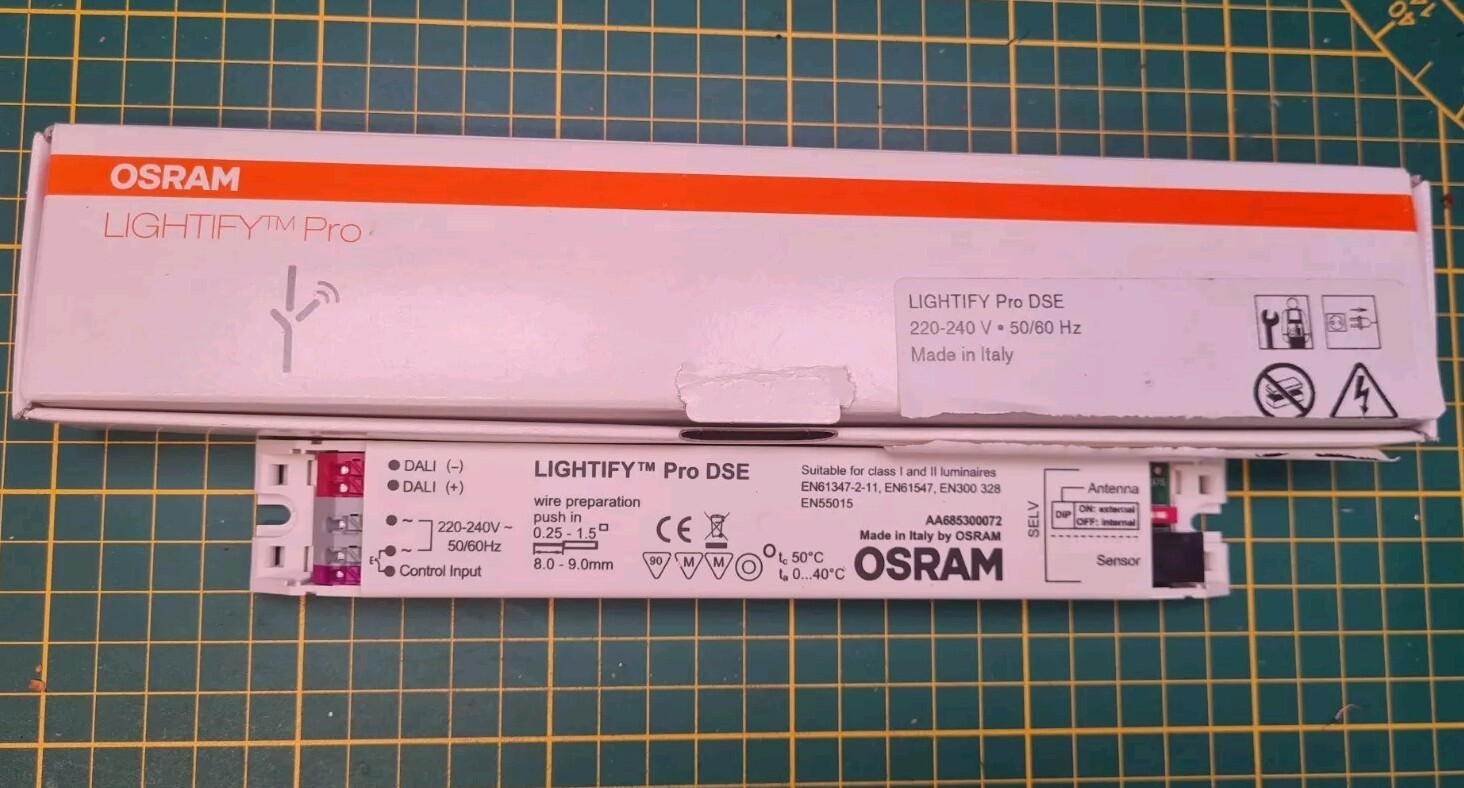 OSRAM
LIGHTIFY™ Pro
LIGHTIFY Pro DSE
220-240 V • 50/60 Hz
Made in Italy
DALI (–)
DALI (+)
~
220-240V ~
50/60Hz
~
Control Input
LIGHTIFY™ Pro DSE
wire preparation
push in
0.25 - 1.5
8.0 - 9.0mm
CE
90 M M
Suitable for class I and II luminaires
EN61347-2-11, EN61547, EN300 328
EN55015
AA685300072
Made in Italy by OSRAM
OSRAM
tc 50°C
ta 0...40°C
SELV
Antenna
DIP
ON: external
OFF: internal
Sensor